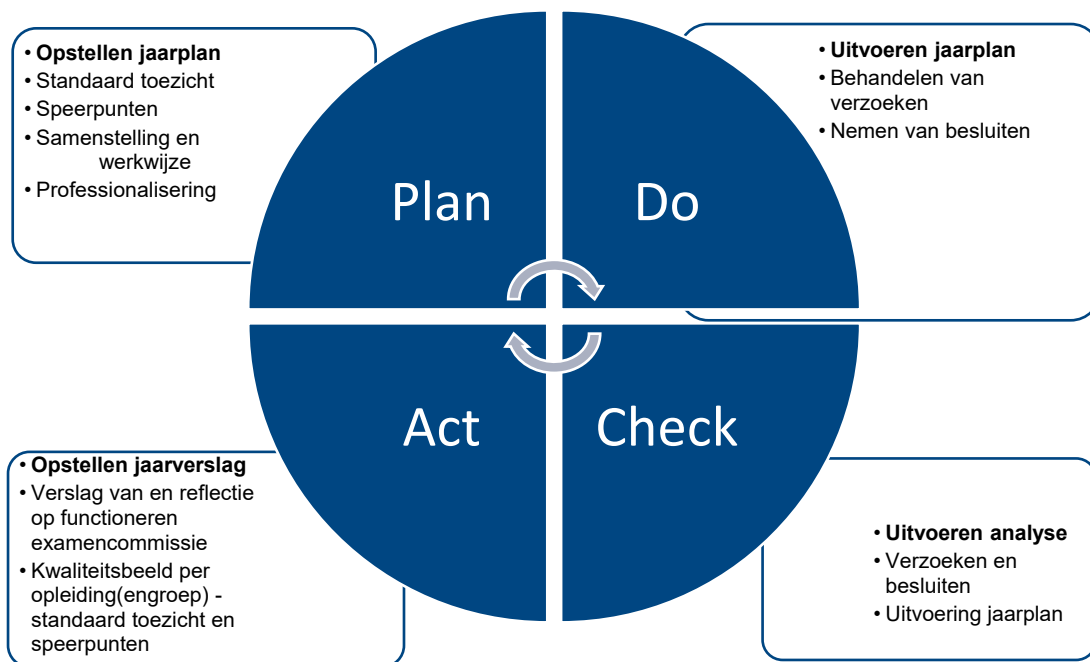 • Opstellen jaarplan
• Standaard toezicht
• Speerpunten
• Samenstelling en
werkwijze
• Professionalisering
Plan
Do
• Uitvoeren jaarplan
• Behandelen van
verzoeken
• Nemen van besluiten
Act
Check
• Opstellen jaarverslag
• Verslag van en reflectie
op functioneren
examencommissie
• Kwaliteitsbeeld per
opleiding(engroep) -
standaard toezicht en
speerpunten
• Uitvoeren analyse
• Verzoeken en
besluiten
• Uitvoering jaarplan